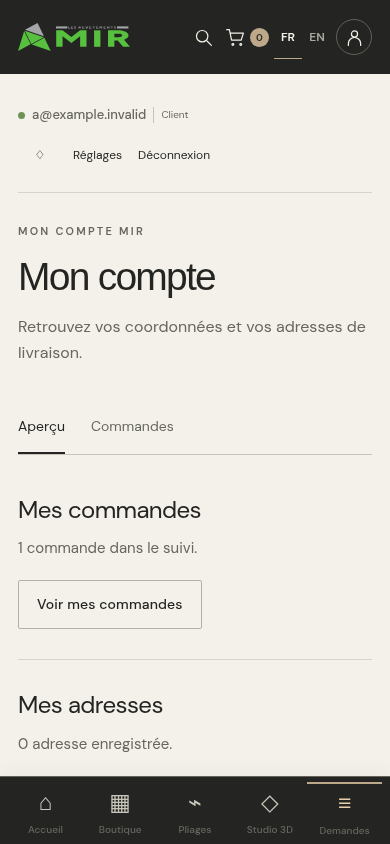 MIR
0
FR
EN
a@example.invalid
Client
Réglages
Déconnexion
MON COMPTE MIR
Mon compte
Retrouvez vos coordonnées et vos adresses de
livraison.
Aperçu
Commandes
Mes commandes
1 commande dans le suivi.
Voir mes commandes
Mes adresses
0 adresse enregistrée.
Accueil
Boutique
Pliages
Studio 3D
Demandes